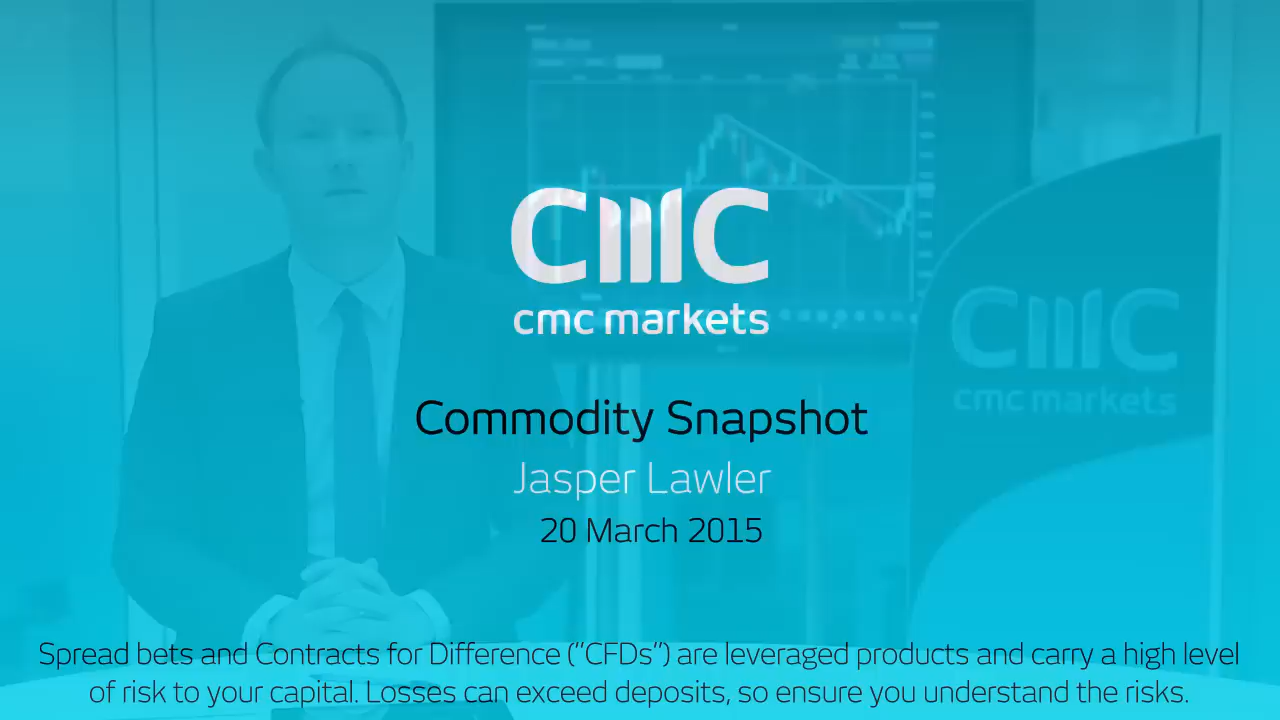 CMC
cmc markets
CMC
cmc markets
Commodity Snapshot
Jasper Lawler
20 March 2015
Spread bets and Contracts for Difference (“CFDs”) are leveraged products and carry a high level
of risk to your capital. Losses can exceed deposits, so ensure you understand the risks.